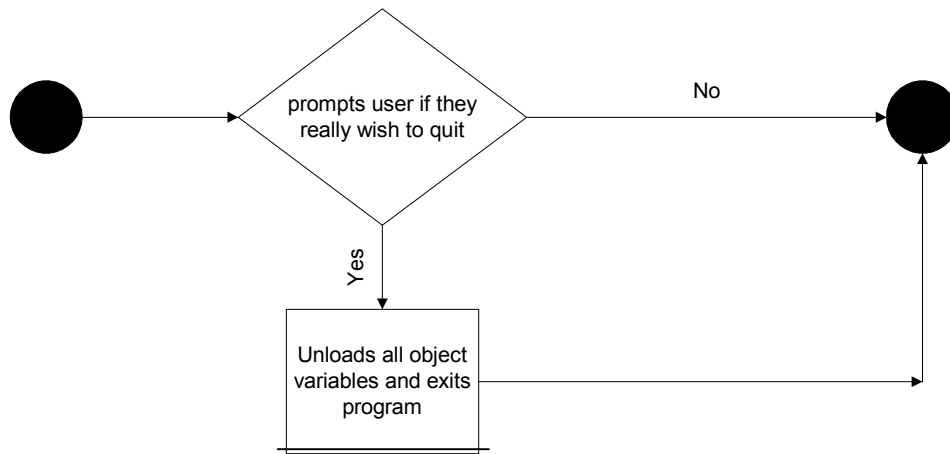 prompts user if they
really wish to quit
No
Yes
Unloads all object
variables and exits
program